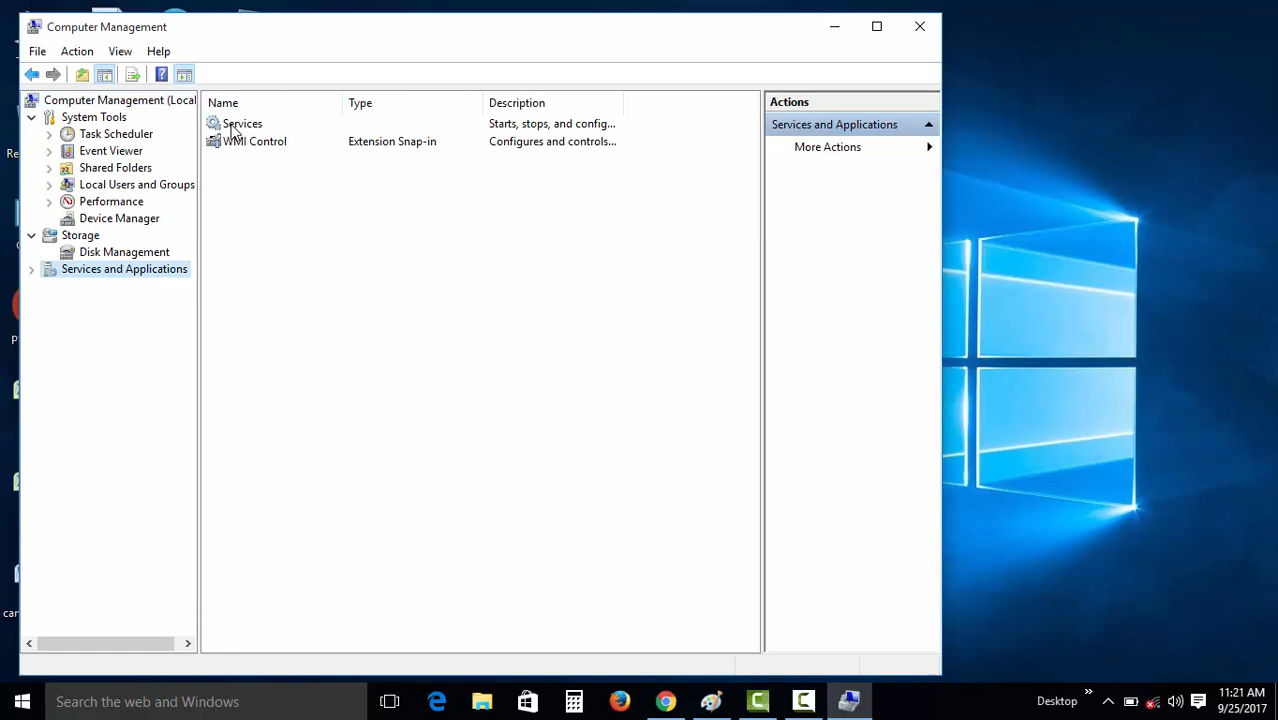 Computer Management
File Action View Help
Computer Management (Local
System Tools
Task Scheduler
Event Viewer
Shared Folders
Local Users and Groups
Performance
Device Manager
Storage
Disk Management
Services and Applications
Name Type Description
Services Starts, stops, and config...
WMI Control Extension Snap-in Configures and controls...
Actions
Services and Applications
More Actions
Re
c
p
can
Search the web and Windows
Desktop
11:21 AM
9/25/2017